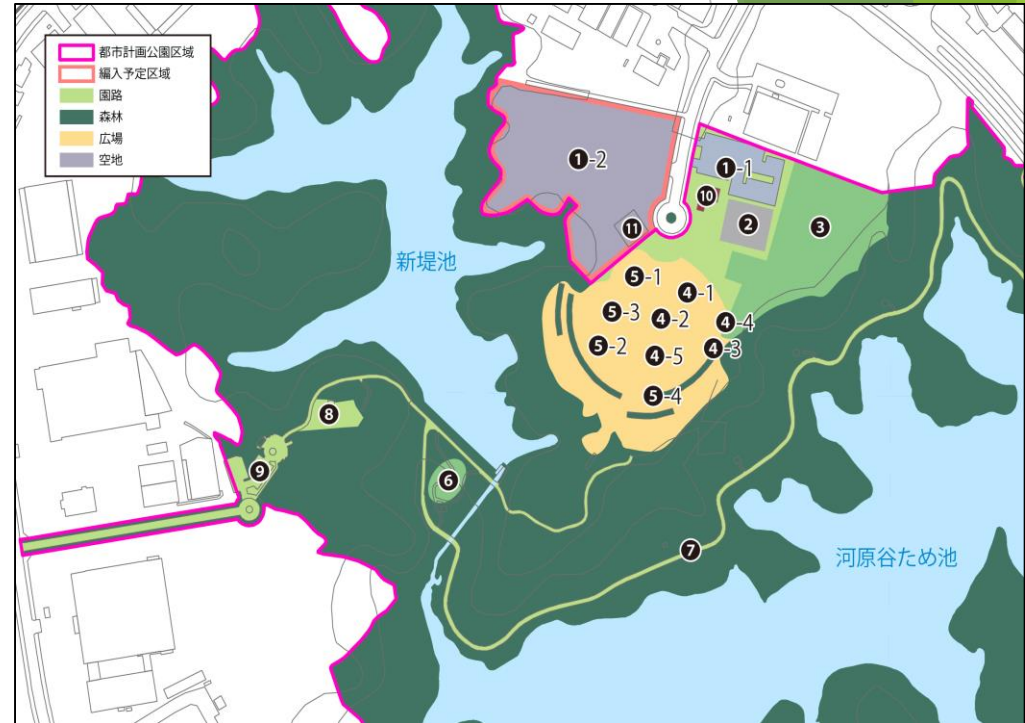 都市計画公園区域
編入予定区域
園路
森林
広場
空地
❶-2
❶-1
❿
❷
❸
⓫
新堤池
❺-1
❹-1
❺-3
❹-2
❹-4
❺-2
❹-5
❹-3
❺-4
❽
❾
❻
❼
河原谷ため池